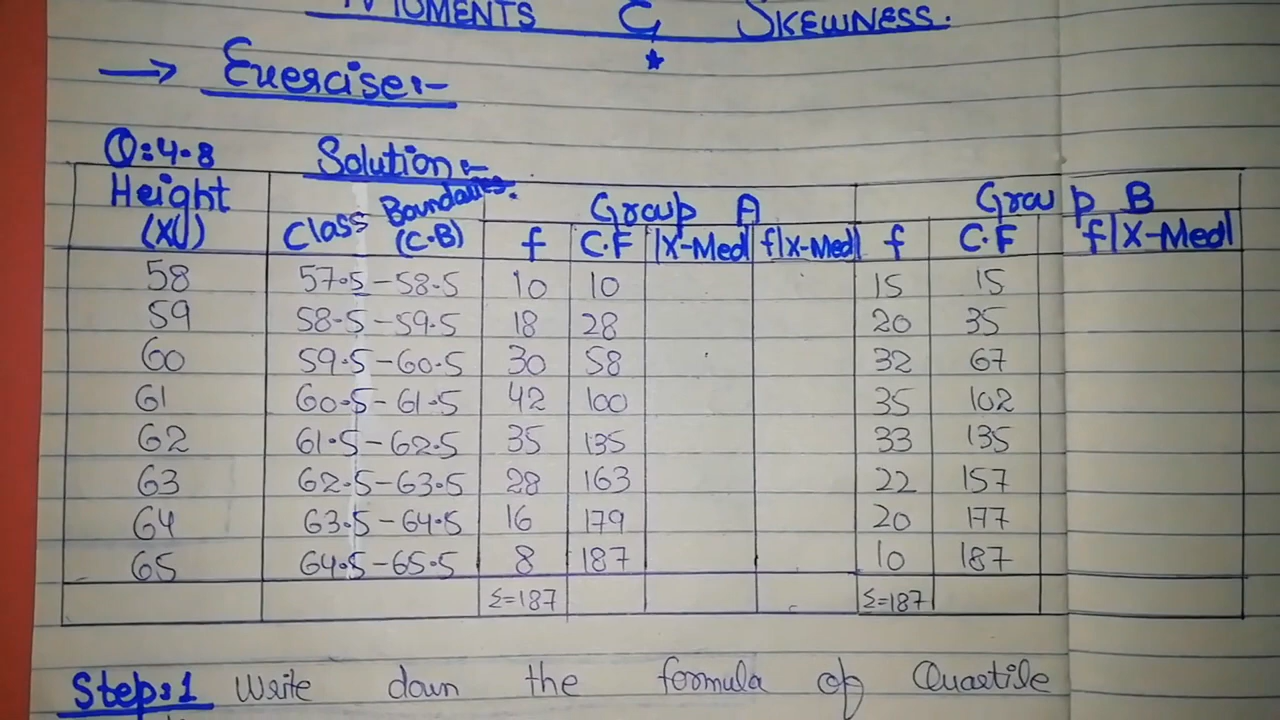 MOMENTS & SKEWNESS.
→ Exercise:-
Q:4.8 Solution:-
Height (X) Class Boundaries (C.B) Group A Group B
f C.F |X-Med| f|X-Med| f C.F f|X-Med|
58 57.5-58.5 10 10 15 15
59 58.5-59.5 18 28 20 35
60 59.5-60.5 30 58 32 67
61 60.5-61.5 42 100 35 102
62 61.5-62.5 35 135 33 135
63 62.5-63.5 28 163 22 157
64 63.5-64.5 16 179 20 177
65 64.5-65.5 8 187 10 187
Σ=187 Σ=187
Step:1 Write down the formula of Quartile